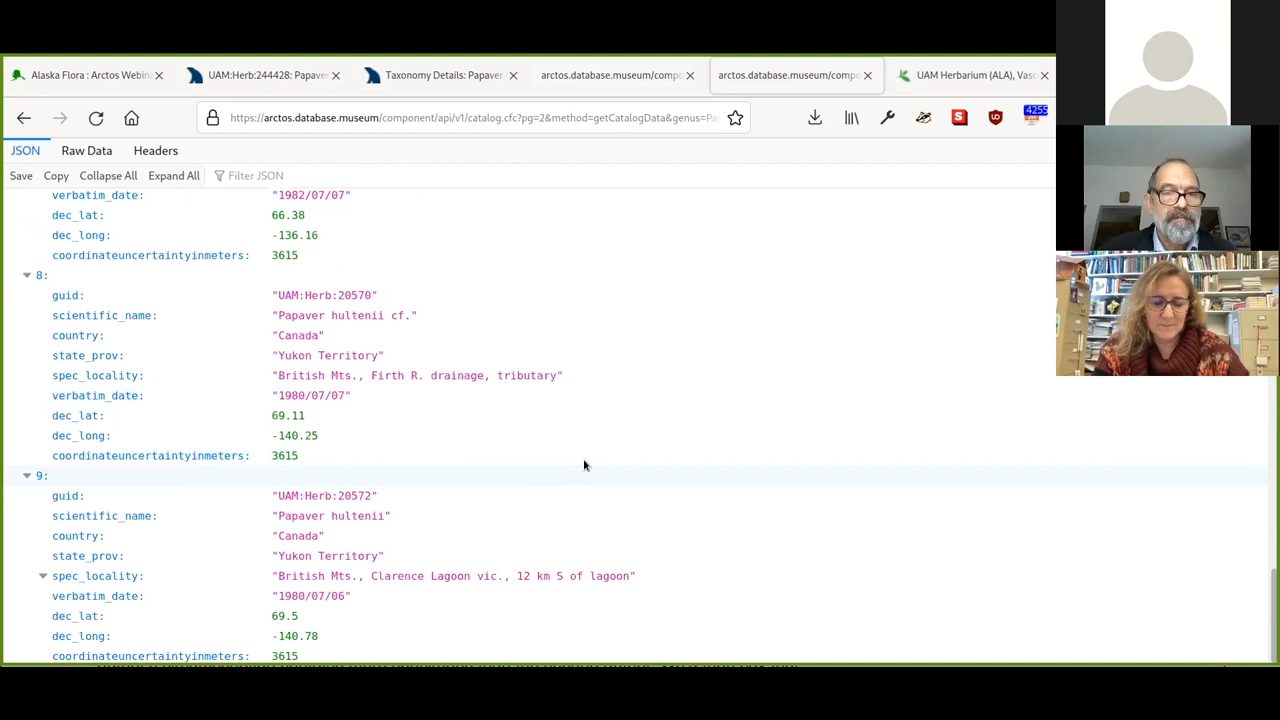 Alaska Flora : Arctos Webina
UAM:Herb:244428: Papave
Taxonomy Details: Papaver
arctos.database.museum/compo
arctos.database.museum/compo
UAM Herbarium (ALA), Vasc
https://arctos.database.museum/component/api/v1/catalog.cfc?pg=2&method=getCatalogData&genus=Pa
4255
JSON Raw Data Headers
Save Copy Collapse All Expand All Filter JSON
verbatim_date: "1982/07/07"
dec_lat: 66.38
dec_long: -136.16
coordinateuncertaintyinmeters: 3615
8:
guid: "UAM:Herb:20570"
scientific_name: "Papaver hultenii cf."
country: "Canada"
state_prov: "Yukon Territory"
spec_locality: "British Mts., Firth R. drainage, tributary"
verbatim_date: "1980/07/07"
dec_lat: 69.11
dec_long: -140.25
coordinateuncertaintyinmeters: 3615
9:
guid: "UAM:Herb:20572"
scientific_name: "Papaver hultenii"
country: "Canada"
state_prov: "Yukon Territory"
spec_locality: "British Mts., Clarence Lagoon vic., 12 km S of lagoon"
verbatim_date: "1980/07/06"
dec_lat: 69.5
dec_long: -140.78
coordinateuncertaintyinmeters: 3615